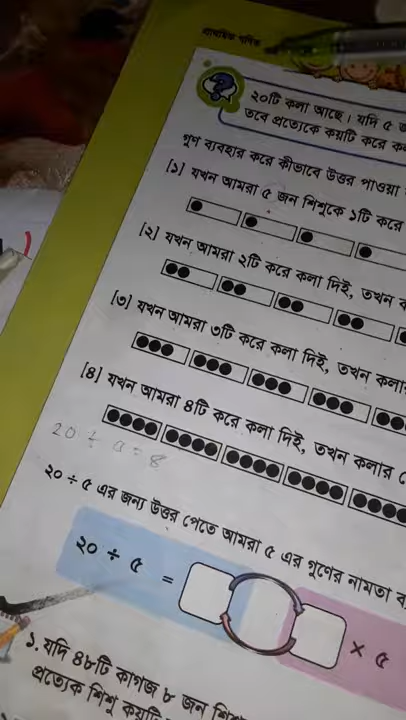 প্রাথমিক গণিত
২০টি কলা আছে। যদি ৫
তবে প্রত্যেকে কয়টি করে
গুণ ব্যবহার করে কীভাবে উত্তর পাওয়া
[১] যখন আমরা ৫ জন শিশুকে ১টি করে
[২] যখন আমরা ২টি করে কলা দিই, তখন
[৩] যখন আমরা ৩টি করে কলা দিই, তখন কলা
[৪] যখন আমরা ৪টি করে কলা দিই, তখন কলার
20 ÷ ৫ = ৪
২০ ÷ ৫ এর জন্য উত্তর পেতে আমরা ৫ এর গুণের নামতা
২০ ÷ ৫ = × ৫
১. যদি ৪৮টি কাগজ ৮ জন
প্রত্যেক শিশু কয়টি